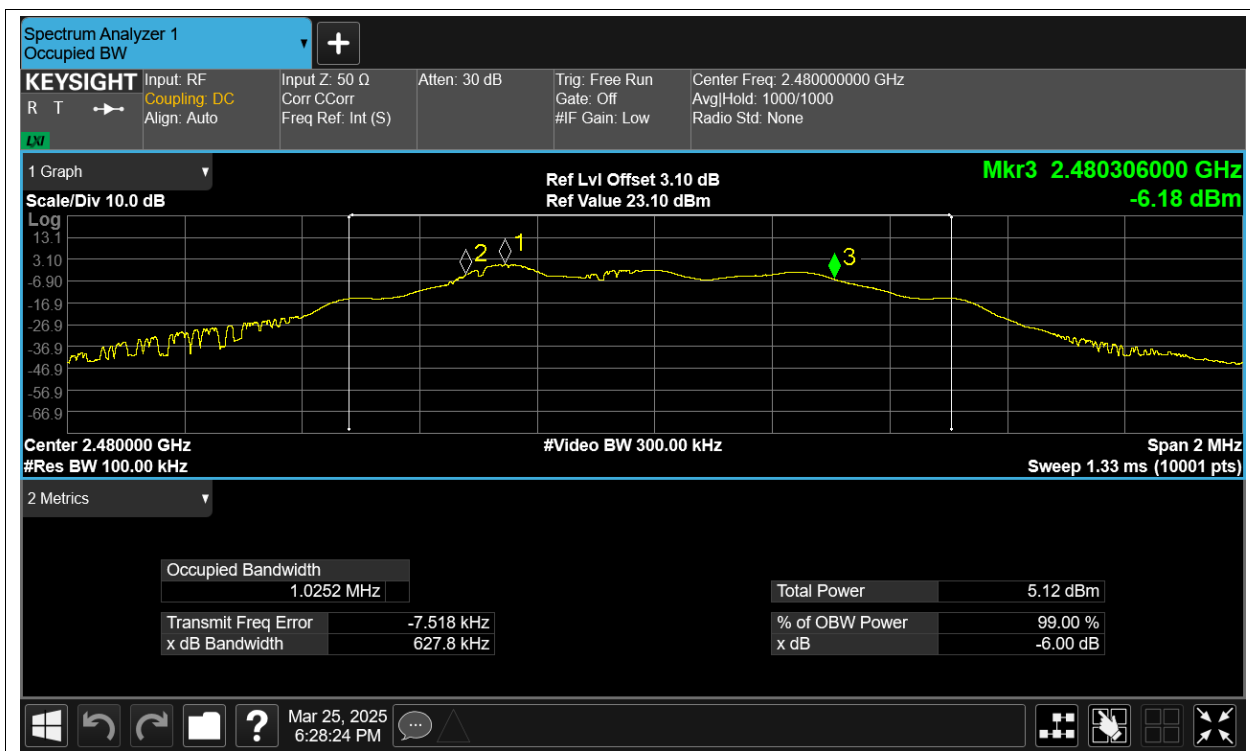 Spectrum Analyzer 1
Occupied BW
KEYSIGHT
R T
LXI
Input: RF
Coupling: DC
Align: Auto
Input Z: 50 Ω
Corr CCorr
Freq Ref: Int (S)
Atten: 30 dB
Trig: Free Run
Gate: Off
#IF Gain: Low
Center Freq: 2.480000000 GHz
Avg|Hold: 1000/1000
Radio Std: None
1 Graph
Scale/Div 10.0 dB
Ref Lvl Offset 3.10 dB
Ref Value 23.10 dBm
Mkr3 2.480306000 GHz
-6.18 dBm
Log
13.1
3.10
-6.90
-16.9
-26.9
-36.9
-46.9
-56.9
-66.9
2 1
3
Center 2.480000 GHz
#Res BW 100.00 kHz
#Video BW 300.00 kHz
Span 2 MHz
Sweep 1.33 ms (10001 pts)
2 Metrics
Occupied Bandwidth
1.0252 MHz
Total Power 5.12 dBm
Transmit Freq Error -7.518 kHz
% of OBW Power 99.00 %
x dB Bandwidth 627.8 kHz
x dB -6.00 dB
?
Mar 25, 2025
6:28:24 PM